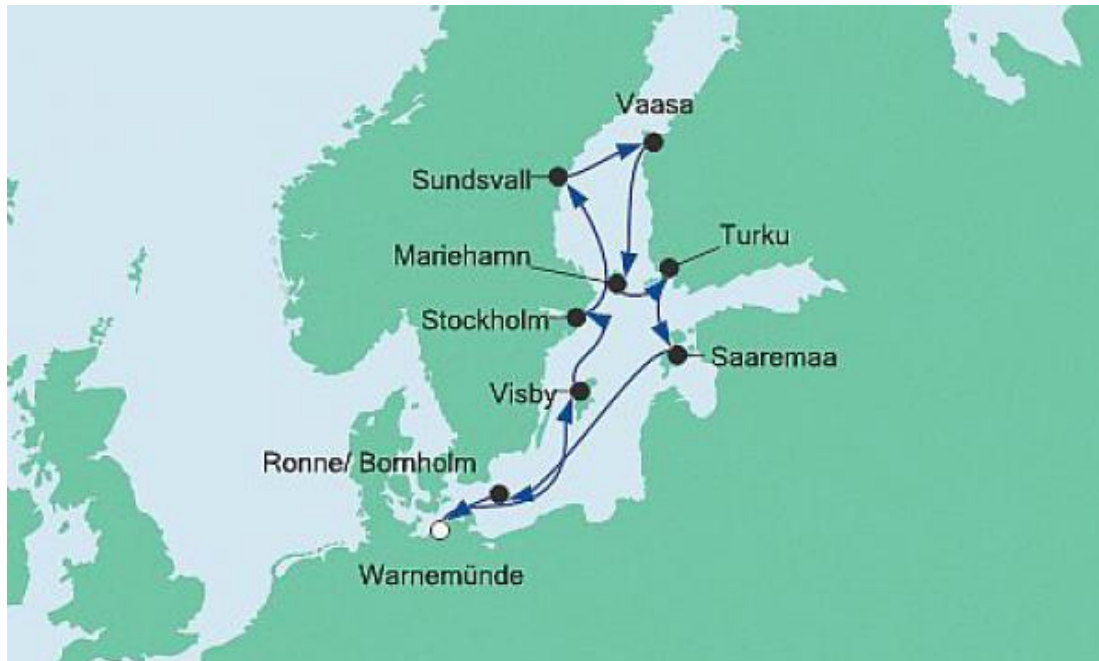 Vaasa
Sundsvall
Turku
Mariehamn
Stockholm
Saaremaa
Visby
Ronne/ Bornholm
Warnemünde